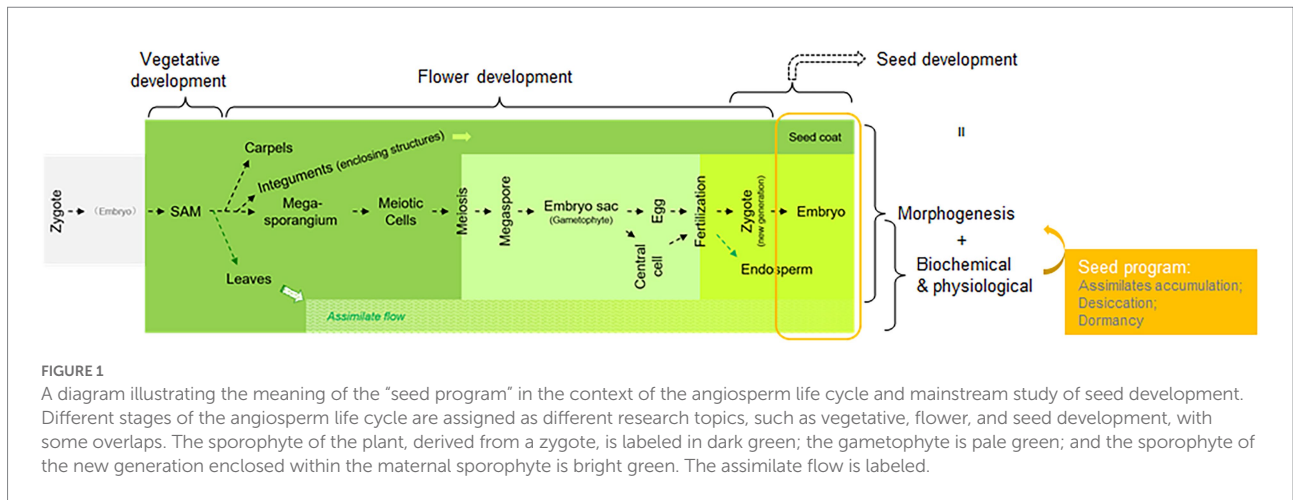 Vegetative
development
Flower development
Seed development
Carpels
Integuments (enclosing structures)
Seed coat
=
Zygote
(Embryo)
SAM
Mega-
sporangium
Meiotic
Cells
Meiosis
Megaspore
Embryo sac
(Gametophyte)
Egg
Central
cell
Fertilization
Zygote
(new generation)
Embryo
Endosperm
Leaves
Assimilate flow
Morphogenesis
+
Biochemical
& physiological
Seed program:
Assimilates accumulation;
Desiccation;
Dormancy
FIGURE 1
A diagram illustrating the meaning of the “seed program” in the context of the angiosperm life cycle and mainstream study of seed development.
Different stages of the angiosperm life cycle are assigned as different research topics, such as vegetative, flower, and seed development, with
some overlaps. The sporophyte of the plant, derived from a zygote, is labeled in dark green; the gametophyte is pale green; and the sporophyte of
the new generation enclosed within the maternal sporophyte is bright green. The assimilate flow is labeled.